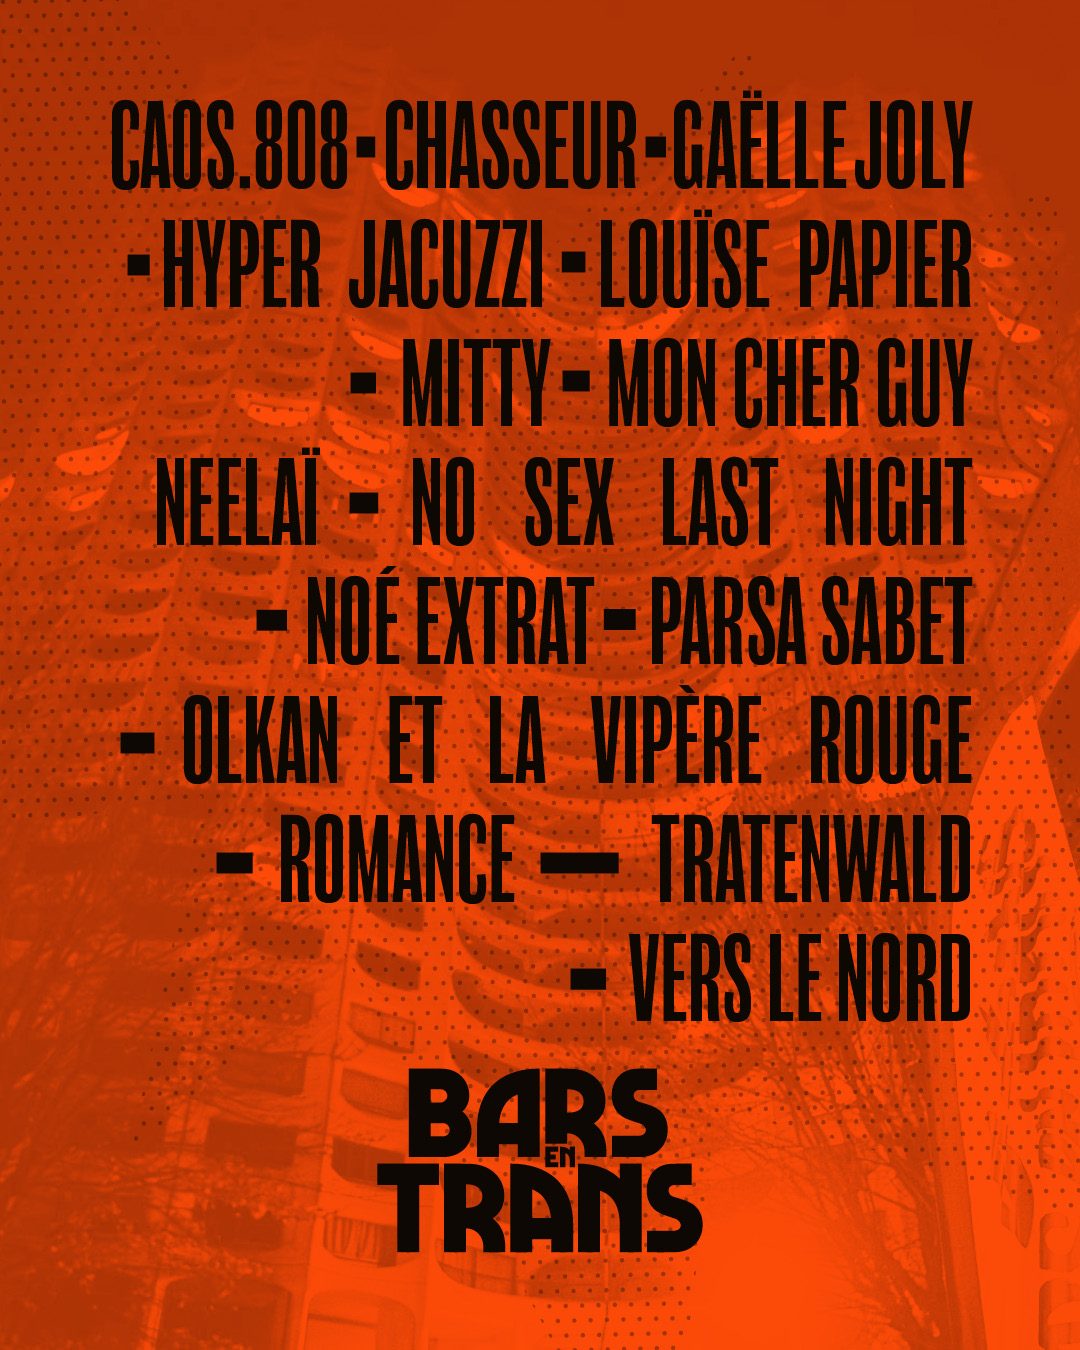 CAOS.808 - CHASSEUR - GAËLLE JOLY
- HYPER JACUZZI - LOUÏSE PAPIER
- MITTY - MON CHER GUY
NEELAÏ - NO SEX LAST NIGHT
- NOÉ EXTRAT - PARSA SABET
- OLKAN ET LA VIPÈRE ROUGE
- ROMANCE — TRATENWALD
- VERS LE NORD
BARS
EN
TRANS